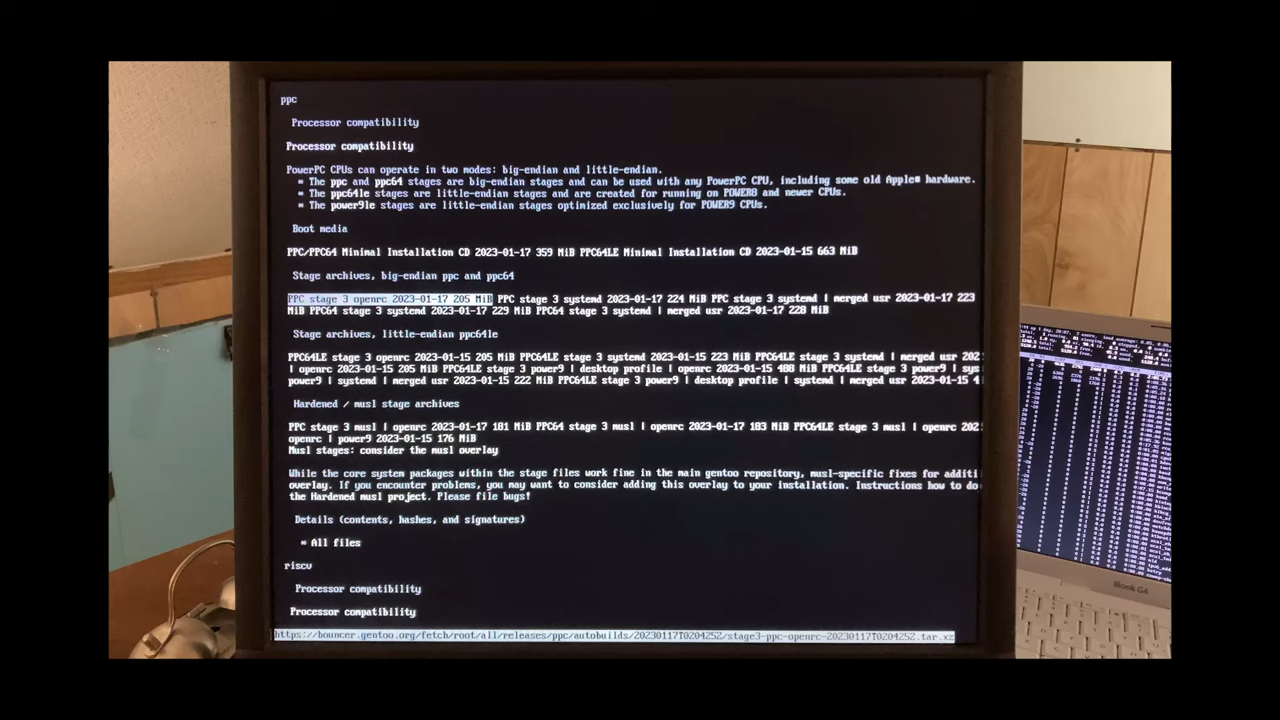 ppc
Processor compatibility
Processor compatibility
PowerPC CPUs can operate in two modes: big-endian and little-endian.
* The ppc and ppc64 stages are big-endian stages and can be used with any PowerPC CPU, including some old Apple® hardware.
* The ppc64le stages are little-endian stages and are created for running on POWER8 and newer CPUs.
* The power9le stages are little-endian stages optimized exclusively for POWER9 CPUs.
Boot media
PPC/PPC64 Minimal Installation CD 2023-01-17 359 MiB PPC64LE Minimal Installation CD 2023-01-15 663 MiB
Stage archives, big-endian ppc and ppc64
PPC stage 3 openrc 2023-01-17 205 MiB PPC stage 3 systemd 2023-01-17 224 MiB PPC stage 3 systemd | merged usr 2023-01-17 223
MiB PPC64 stage 3 systemd 2023-01-17 229 MiB PPC64 stage 3 systemd | merged usr 2023-01-17 228 MiB
Stage archives, little-endian ppc64le
PPC64LE stage 3 openrc 2023-01-15 205 MiB PPC64LE stage 3 systemd 2023-01-15 223 MiB PPC64LE stage 3 systemd | merged usr 202
| openrc 2023-01-15 205 MiB PPC64LE stage 3 power9 | desktop profile | openrc 2023-01-15 488 MiB PPC64LE stage 3 power9 | sys
power9 | systemd | merged usr 2023-01-15 222 MiB PPC64LE stage 3 power9 | desktop profile | systemd | merged usr 2023-01-15 4
Hardened / musl stage archives
PPC stage 3 musl | openrc 2023-01-17 181 MiB PPC64 stage 3 musl | openrc 2023-01-17 183 MiB PPC64LE stage 3 musl | openrc 202
openrc | power9 2023-01-15 176 MiB
Musl stages: consider the musl overlay
While the core system packages within the stage files work fine in the main gentoo repository, musl-specific fixes for additi
overlay. If you encounter problems, you may want to consider adding this overlay to your installation. Instructions how to do
the Hardened musl project. Please file bugs!
Details (contents, hashes, and signatures)
* All files
riscv
Processor compatibility
Processor compatibility
https://bouncer.gentoo.org/fetch/root/all/releases/ppc/autobuilds/20230117T020425Z/stage3-ppc-openrc-20230117T020425Z.tar.xz
iBook G4